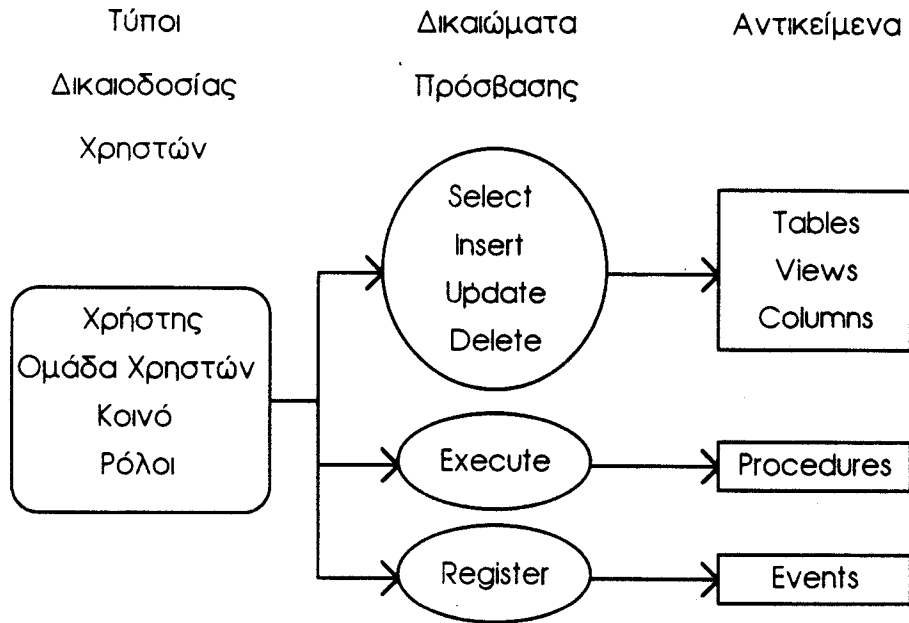 Τύποι
Δικαιοδοσίας
Χρηστών
Δικαιώματα
Πρόσβασης
Αντικείμενα
Χρήστης
Ομάδα Χρηστών
Κοινό
Ρόλοι
Select
Insert
Update
Delete
Tables
Views
Columns
Execute
Procedures
Register
Events